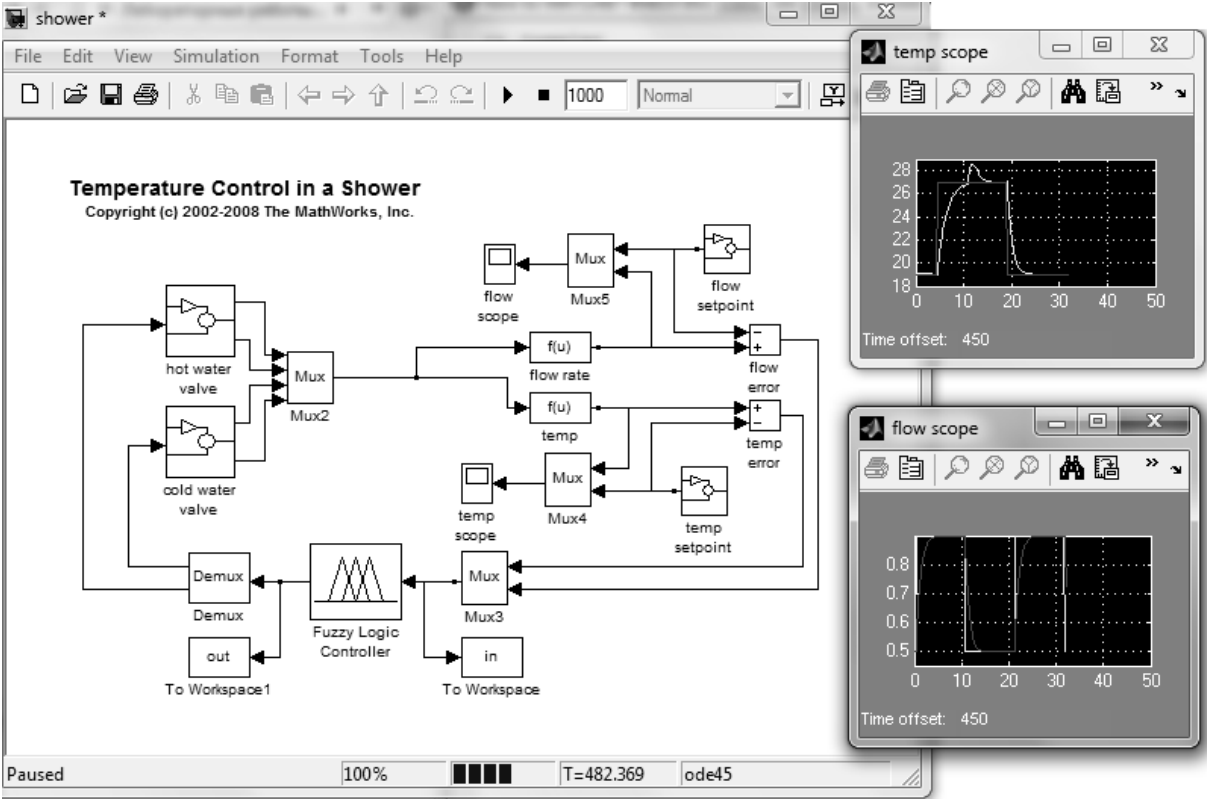 shower *
File Edit View Simulation Format Tools Help
1000 Normal
Temperature Control in a Shower
Copyright (c) 2002-2008 The MathWorks, Inc.
hot water
valve
cold water
valve
Mux
Mux2
flow
scope
Mux
Mux5
flow
setpoint
f(u)
flow rate
flow
error
f(u)
temp
temp
error
temp
scope
Mux
Mux4
temp
setpoint
Demux
Demux
Fuzzy Logic
Controller
Mux
Mux3
out
To Workspace1
in
To Workspace
Paused 100% T=482.369 ode45
temp scope
28
26
24
22
20
18
0 10 20 30 40 50
Time offset: 450
flow scope
0.8
0.7
0.6
0.5
0 10 20 30 40 50
Time offset: 450